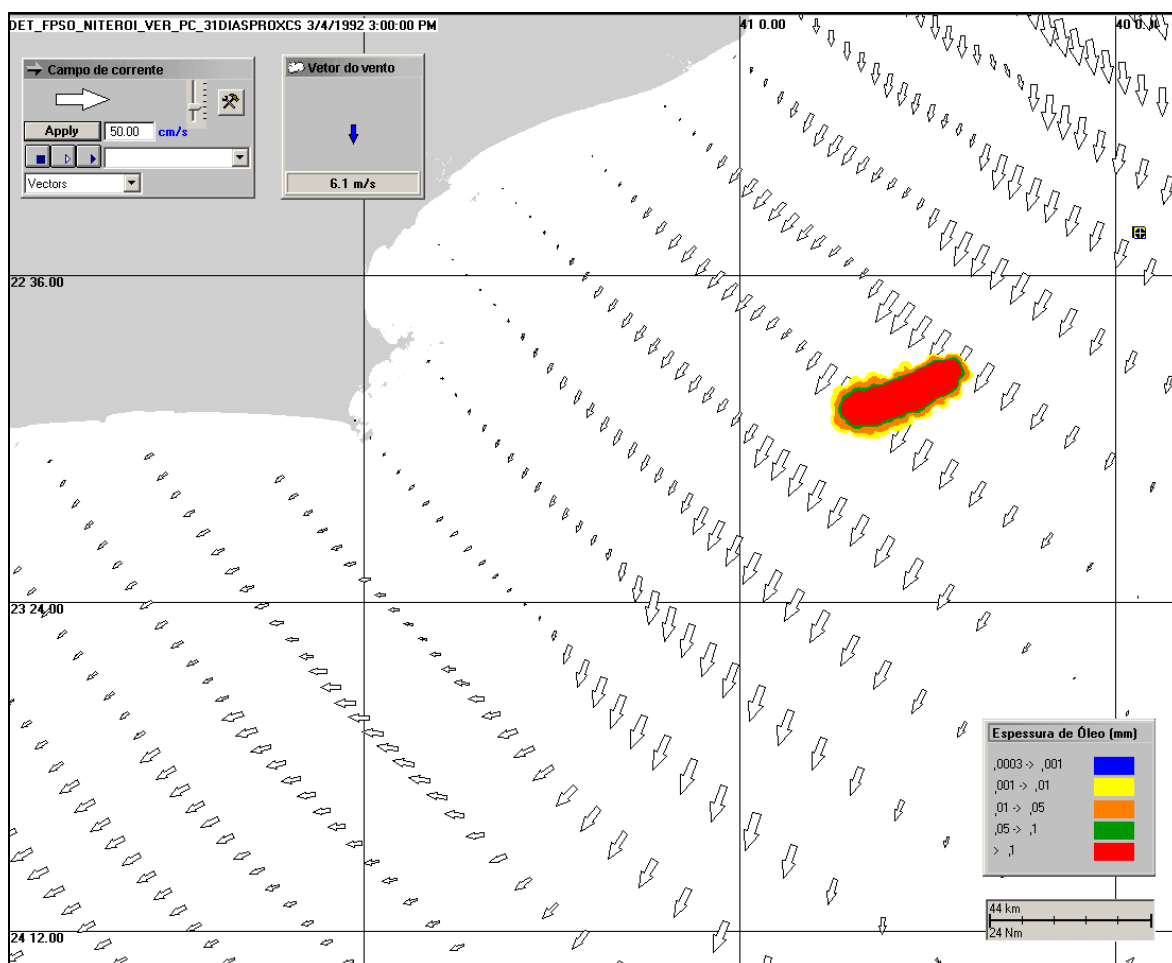 DET_FPSO_NITEROI_VER_PC_31DIASPROXCS 3/4/1992 3:00:00 PM
41 0.00
Campo de corrente
Vetor do vento
Apply 50.00 cm/s
Vectors
6.1 m/s
22 36.00
23 24.00
Espessura de Óleo (mm)
,0003 -> ,001
,001 -> ,01
,01 -> ,05
,05 -> ,1
> ,1
44 km
24 Nm
24 12.00